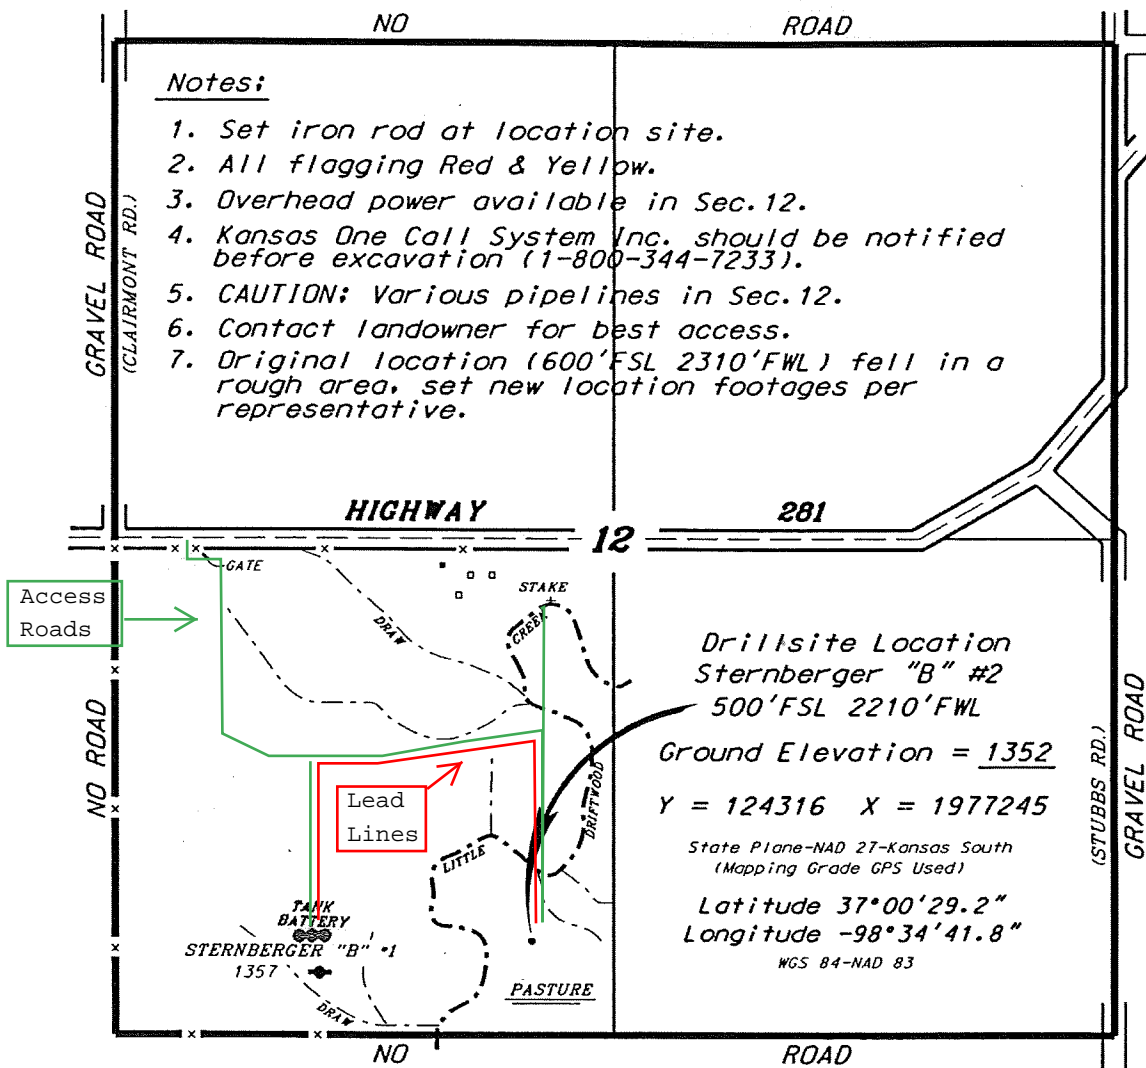 NO
ROAD
Notes:
1. Set iron rod at location site.
2. All flagging Red & Yellow.
3. Overhead power available in Sec.12.
4. Kansas One Call System Inc. should be notified
before excavation (1-800-344-7233).
5. CAUTION: Various pipelines in Sec.12.
6. Contact landowner for best access.
7. Original location (600'FSL 2310'FWL) fell in a
rough area, set new location footages per
representative.
GRAVEL ROAD
(CLAIRMONT RD.)
HIGHWAY
12
281
GATE
Access
Roads
DRAW
STAKE
CREEK
Drillsite Location
Sternberger "B" #2
500'FSL 2210'FWL
Ground Elevation = 1352
Y = 124316 X = 1977245
State Plane-NAD 27-Kansas South
(Mapping Grade GPS Used)
Latitude 37°00'29.2"
Longitude -98°34'41.8"
WGS 84-NAD 83
NO ROAD
Lead
Lines
DRIFTWOOD
LITTLE
TANK
BATTERY
STERNBERGER "B" #1
1357
DRAW
PASTURE
(STUBBS RD.)
GRAVEL ROAD
NO
ROAD